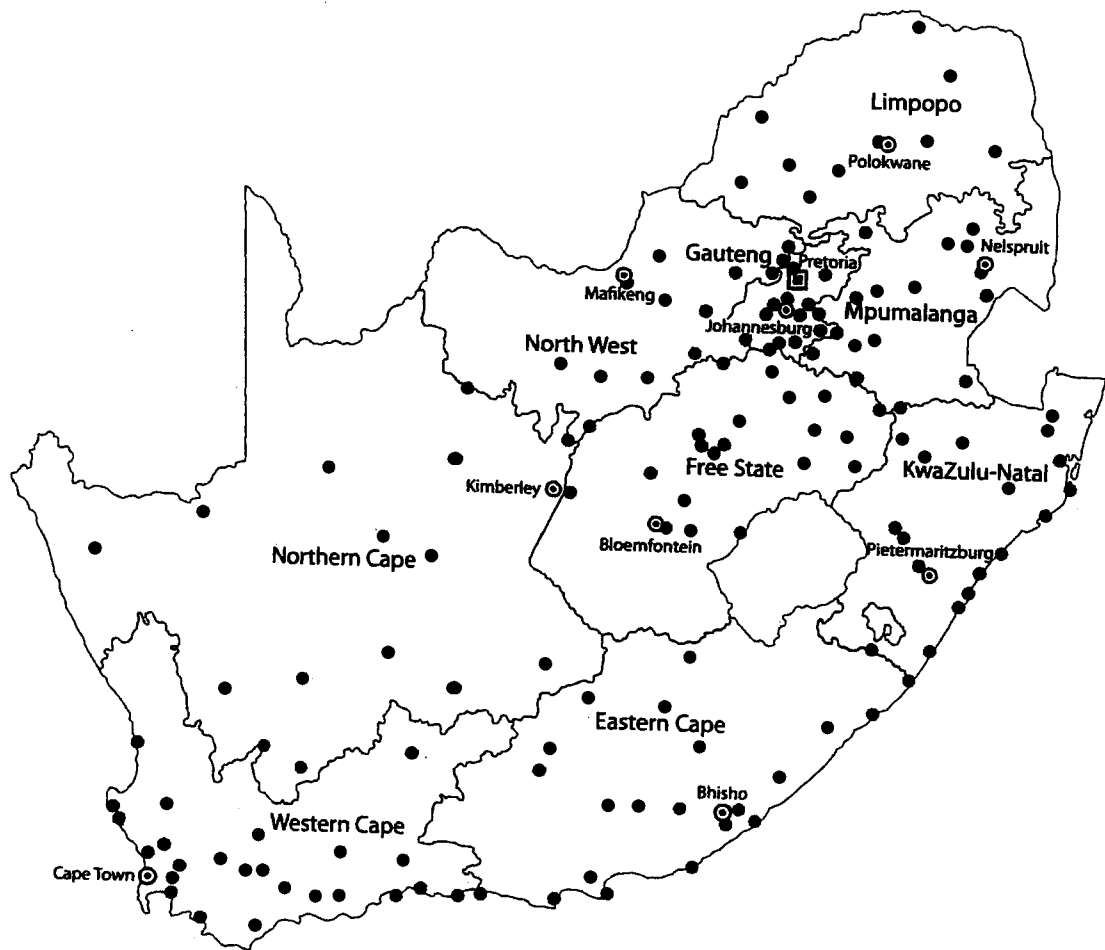 Limpopo
Polokwane
Gauteng
Pretoria
Nelspruit
Mafikeng
Mpumalanga
Johannesburg
North West
Free State
KwaZulu-Natal
Kimberley
Bloemfontein
Northern Cape
Pietermaritzburg
Eastern Cape
Bhisho
Western Cape
Cape Town